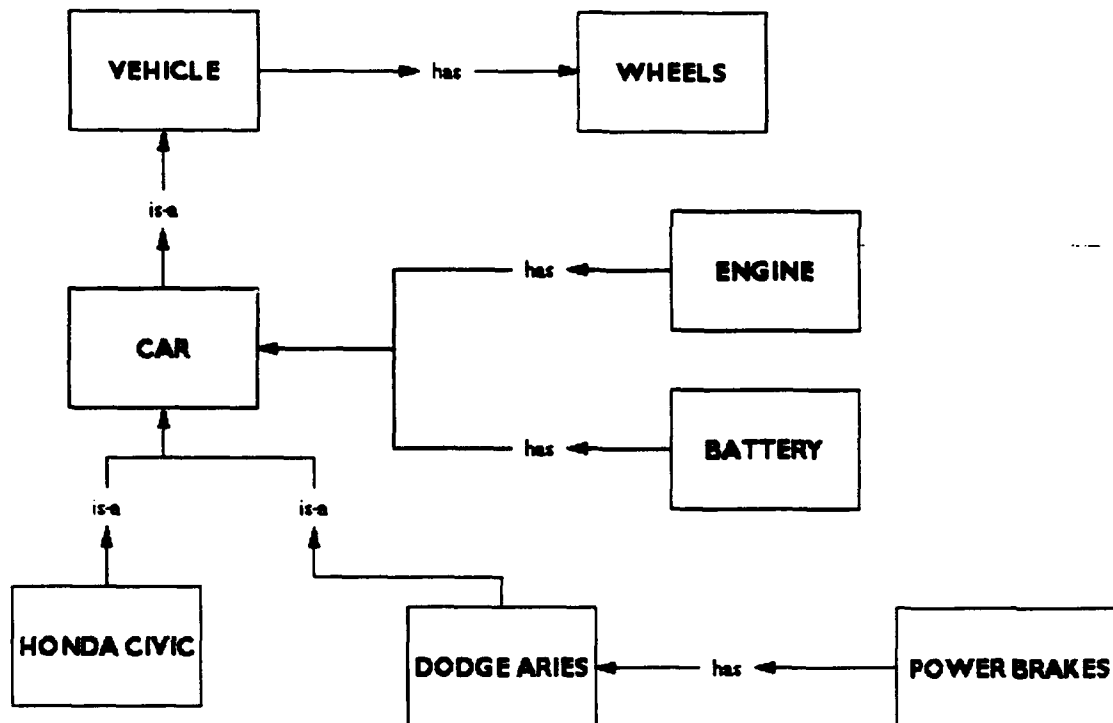 VEHICLE
has
WHEELS
is-a
ENGINE
has
CAR
has
BATTERY
is-a
is-a
HONDA CIVIC
DODGE ARIES
has
POWER BRAKES